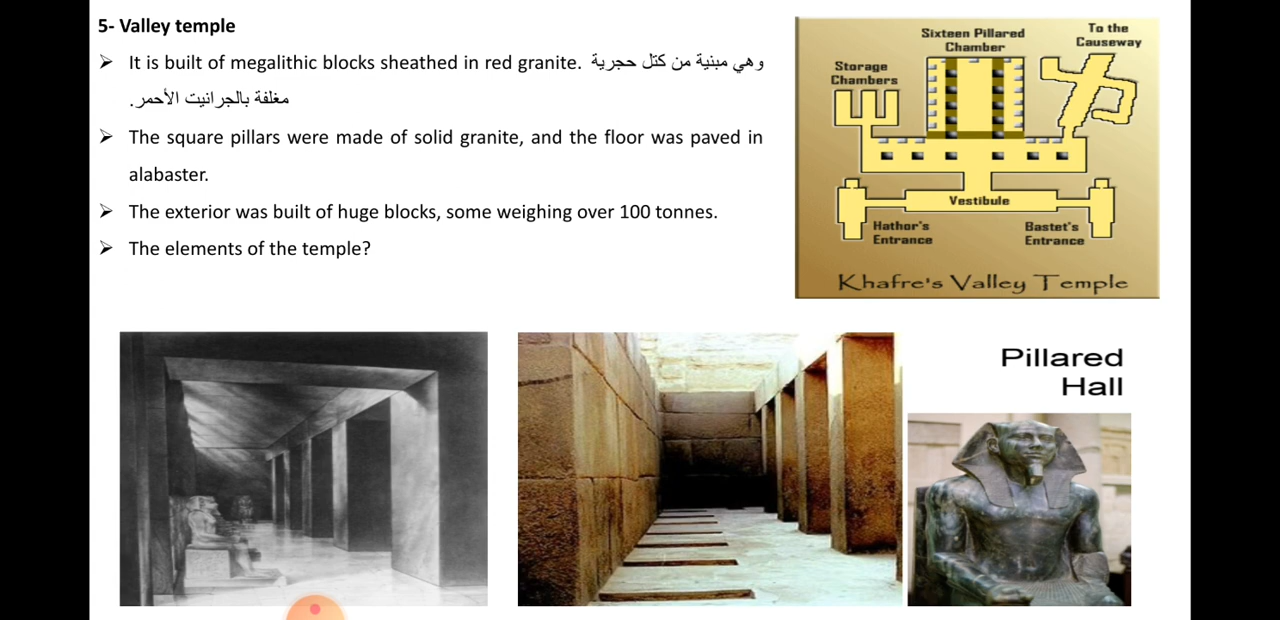 5- Valley temple
➢ It is built of megalithic blocks sheathed in red granite. وهي مبنية من كتل حجرية
مغلفة بالجرانيت الأحمر.
➢ The square pillars were made of solid granite, and the floor was paved in
alabaster.
➢ The exterior was built of huge blocks, some weighing over 100 tonnes.
➢ The elements of the temple?
Sixteen Pillared
Chamber
To the
Causeway
Storage
Chambers
Vestibule
Hathor's
Entrance
Bastet's
Entrance
Khafre's Valley Temple
Pillared
Hall